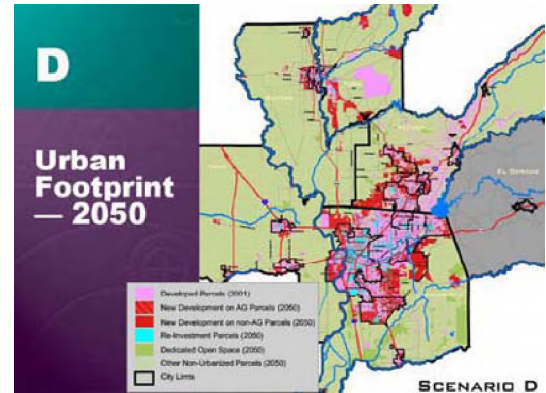 D
Urban
Footprint
— 2050
EL DORADO
Developed Parcels (2001)
New Development on AG Parcels (2050)
New Development on non-AG Parcels (2050)
Re-Investment Parcels (2050)
Dedicated Open Space (2050)
Other Non-Urbanized Parcels (2050)
City Limits
SCENARIO D